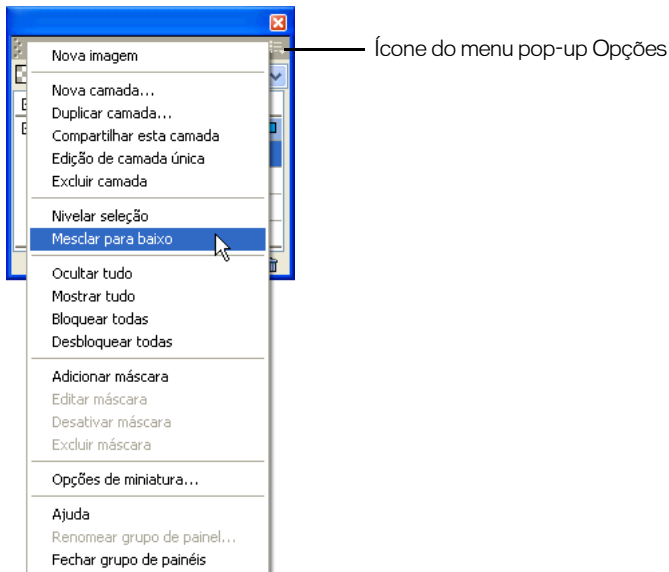 Ícone do menu pop-up Opções
Nova imagem
Nova camada...
Duplicar camada...
Compartilhar esta camada
Edição de camada única
Excluir camada
Nivelar seleção
Mesclar para baixo
Ocultar tudo
Mostrar tudo
Bloquear todas
Desbloquear todas
Adicionar máscara
Editar máscara
Desativar máscara
Excluir máscara
Opções de miniatura...
Ajuda
Renomear grupo de painel...
Fechar grupo de painéis